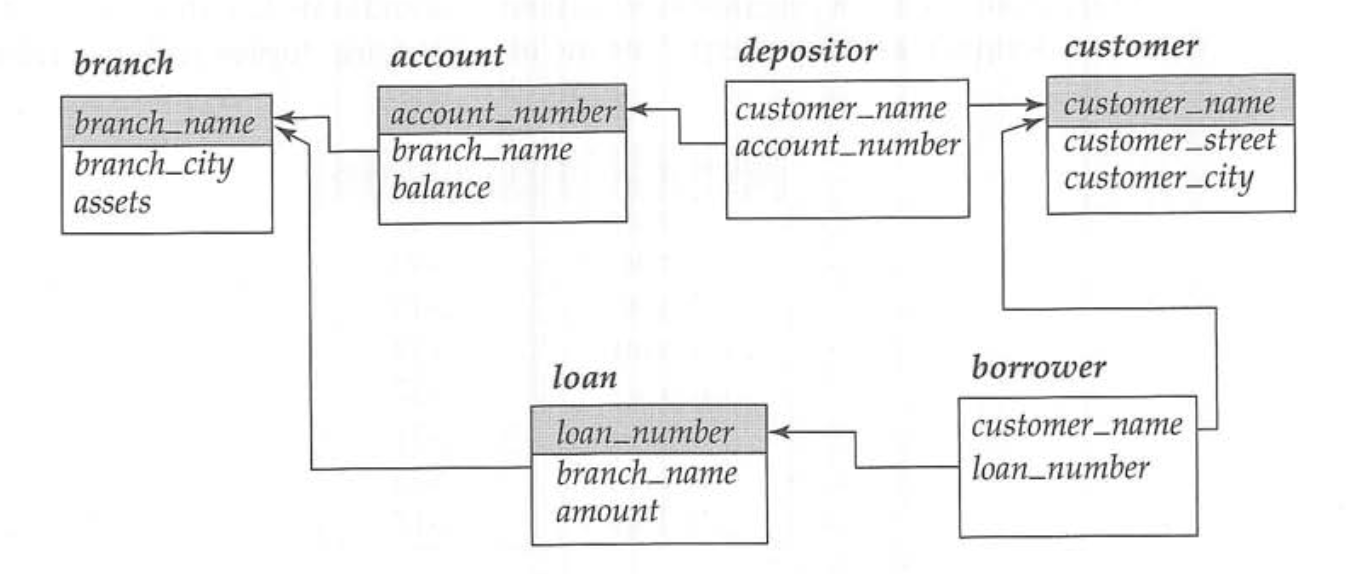 branch
branch_name
branch_city
assets
account
account_number
branch_name
balance
depositor
customer_name
account_number
customer
customer_name
customer_street
customer_city
loan
loan_number
branch_name
amount
borrower
customer_name
loan_number